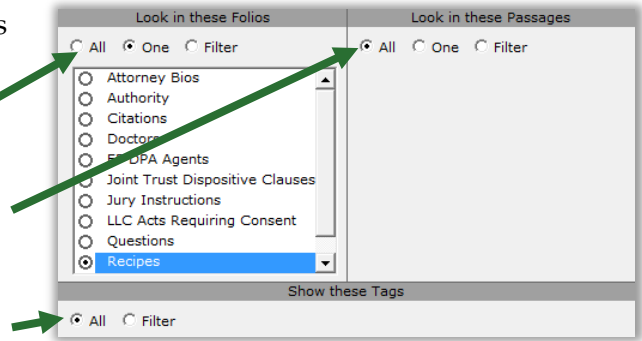 s
Look in these Folios
Look in these Passages
All One Filter
All One Filter
Attorney Bios
Authority
Citations
Doctors
DPA Agents
Joint Trust Dispositive Clauses
Jury Instructions
LLC Acts Requiring Consent
Questions
Recipes
Show these Tags
All Filter